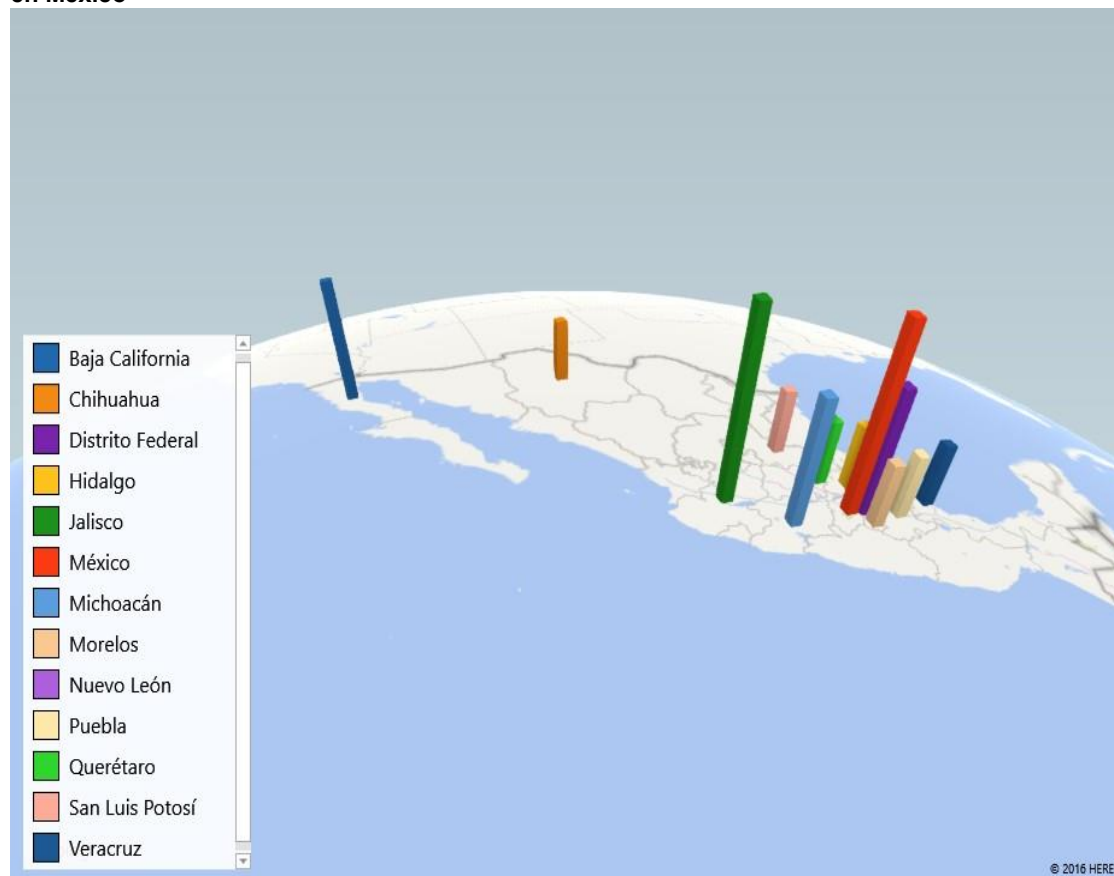 en México
Baja California
Chihuahua
Distrito Federal
Hidalgo
Jalisco
México
Michoacán
Morelos
Nuevo León
Puebla
Querétaro
San Luis Potosí
Veracruz
© 2016 HERE